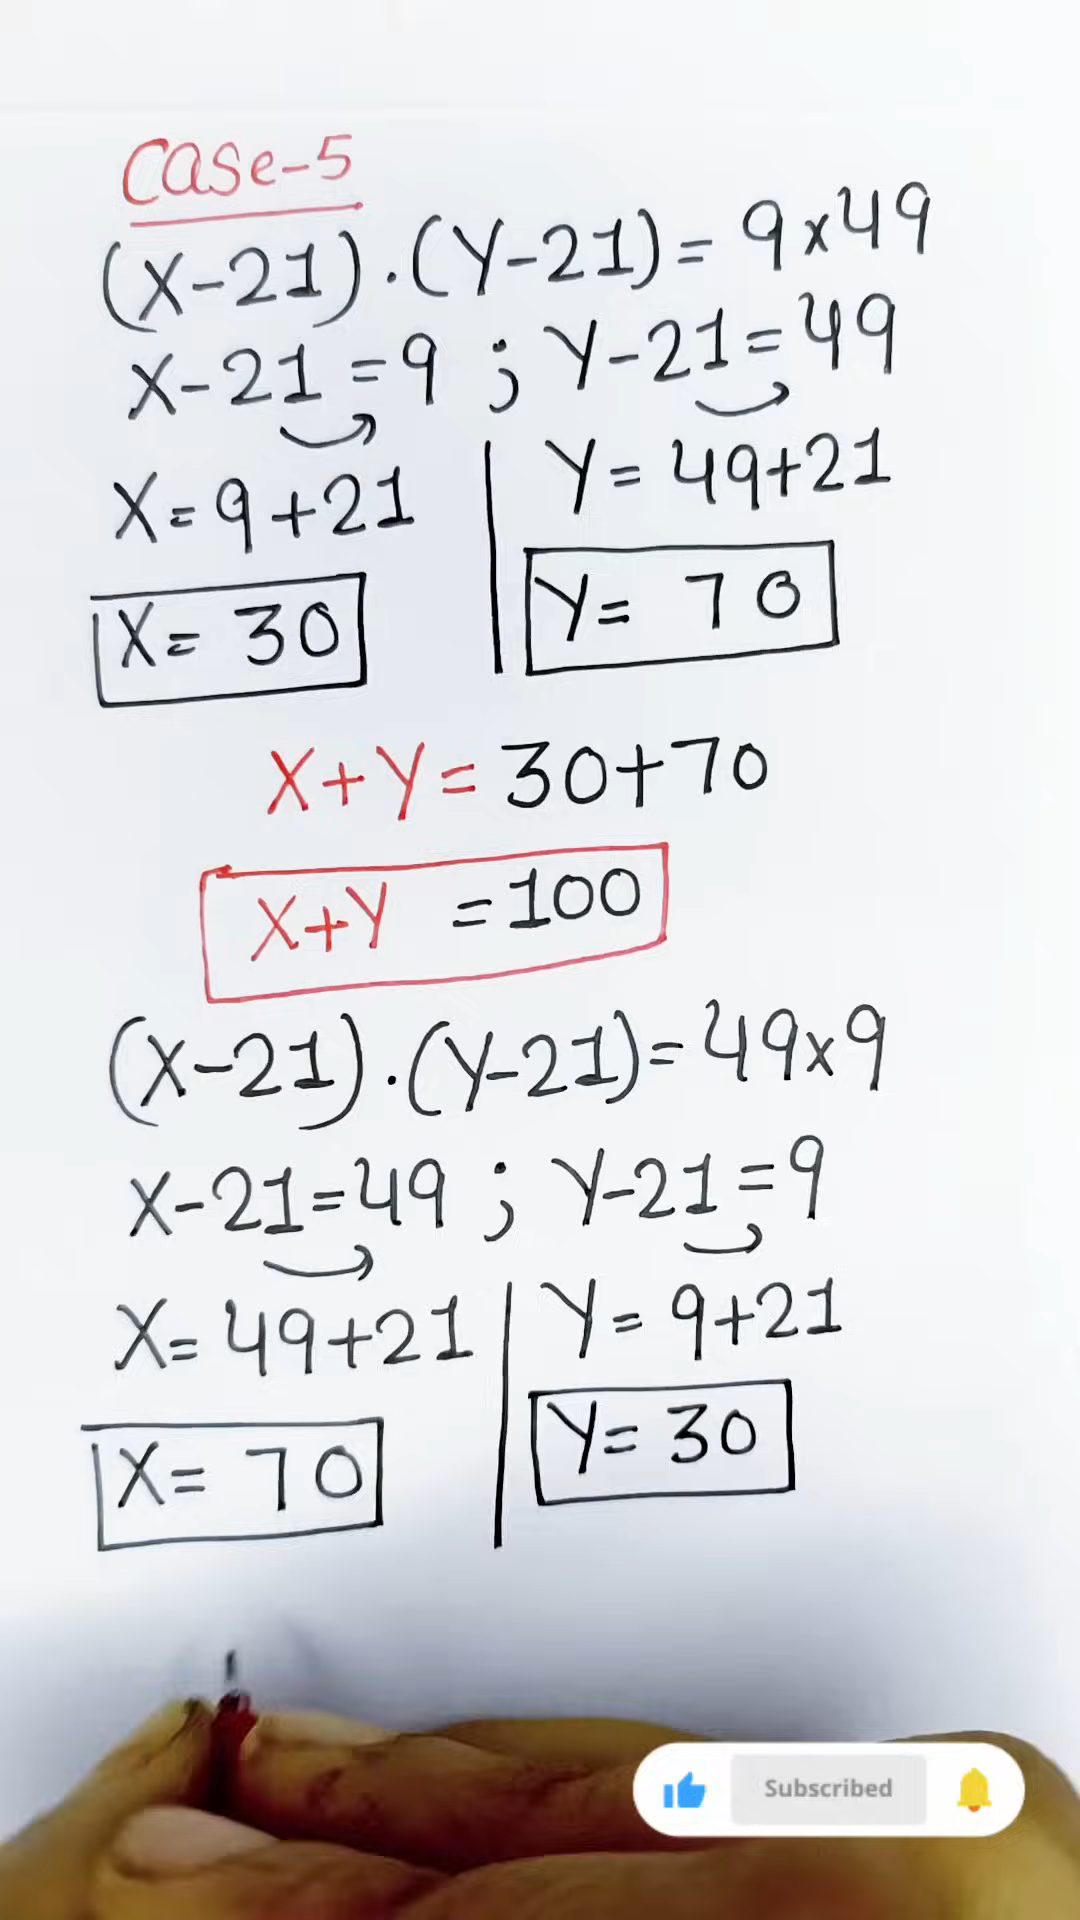 CASe-5
(X-21).(Y-21)= 9x49
X-21=9 ; Y-21=49
X=9+21 | Y=49+21
X= 30 | Y= 70
X+Y=30+70
X+Y =100
(X-21).(Y-21)=49x9
X-21=49 ; Y-21=9
X=49+21 | Y=9+21
X= 70 | Y=30
Subscribed